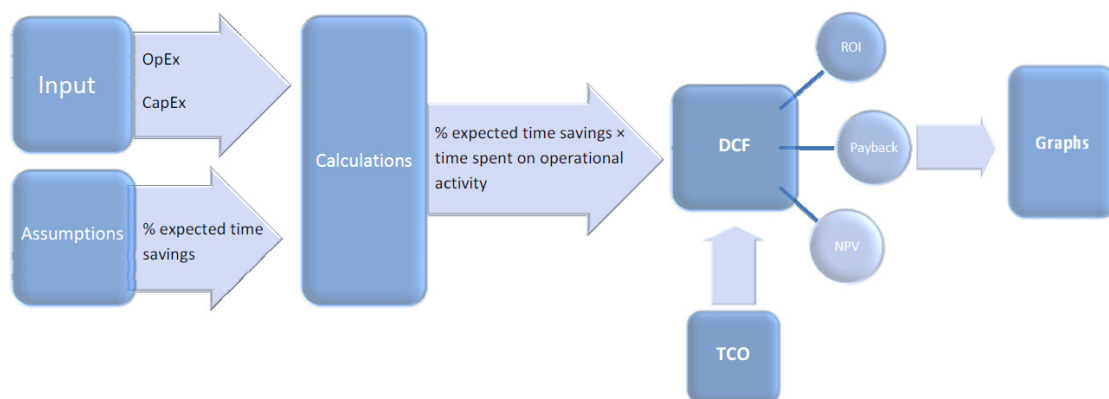 Input
OpEx
CapEx
Assumptions
% expected time
savings
Calculations
% expected time savings ×
time spent on operational
activity
DCF
ROI
Payback
NPV
TCO
Graphs